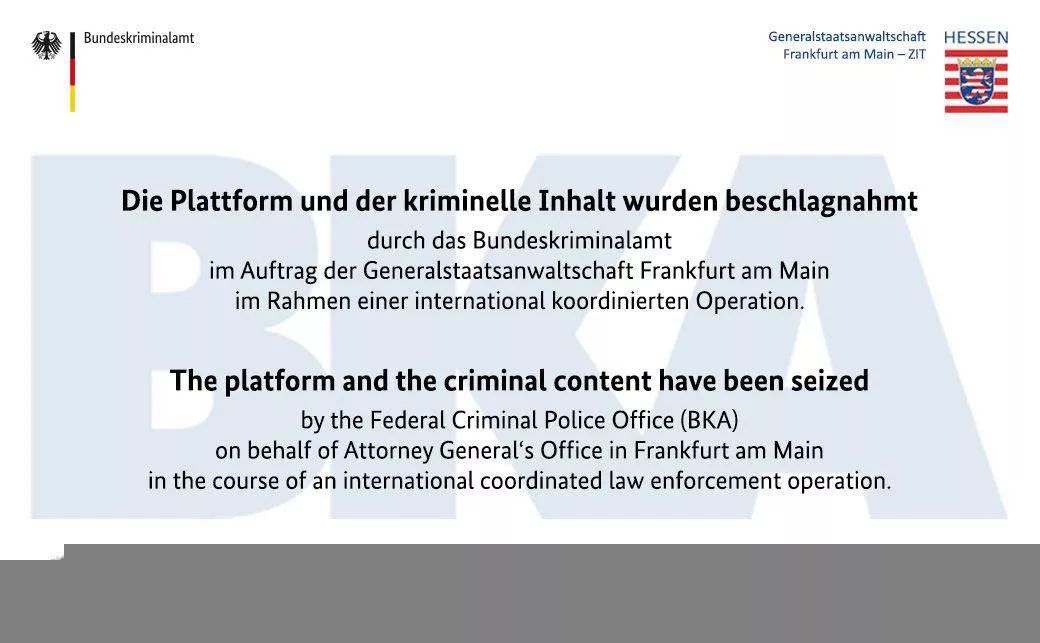 Bundeskriminalamt
Generalstaatsanwaltschaft
Frankfurt am Main – ZIT
HESSEN
Die Plattform und der kriminelle Inhalt wurden beschlagnahmt
durch das Bundeskriminalamt
im Auftrag der Generalstaatsanwaltschaft Frankfurt am Main
im Rahmen einer international koordinierten Operation.
The platform and the criminal content have been seized
by the Federal Criminal Police Office (BKA)
on behalf of Attorney General‘s Office in Frankfurt am Main
in the course of an international coordinated law enforcement operation.
BKA